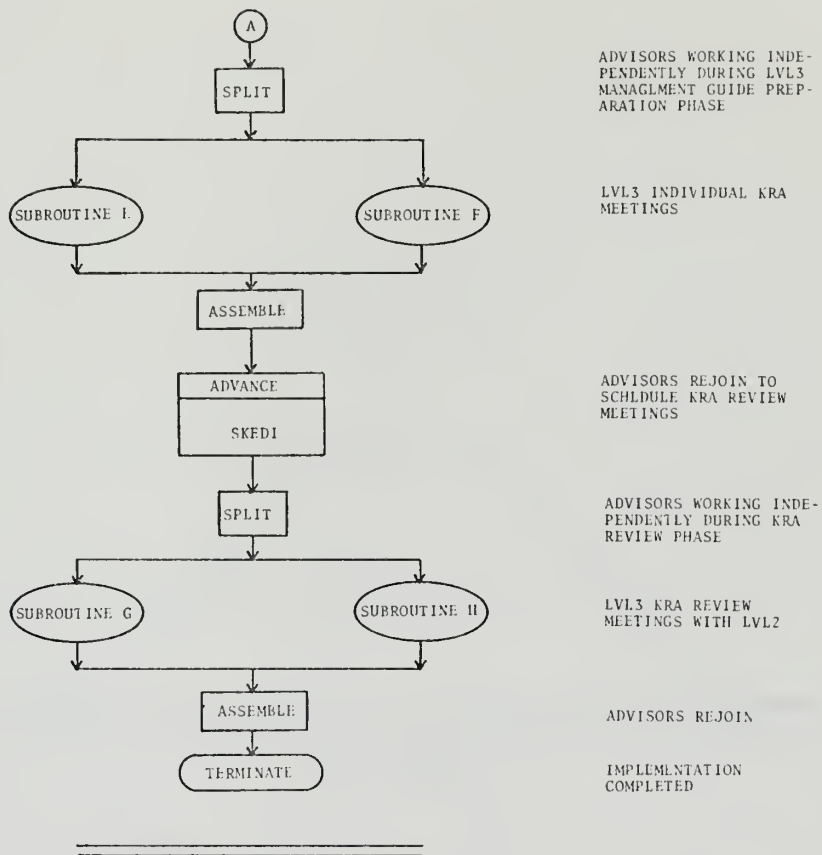 A
ADVISORS WORKING INDE-
PENDENTLY DURING LVL3
MANAGLMENT GUIDE PREP-
ARATION PHASE
SPLIT
SUBROUTINE E
SUBROUTINE F
LVL3 INDIVIDUAL KRA
MEETINGS
ASSEMBLE
ADVANCE
SKED1
ADVISORS REJOIN TO
SCHLDULE KRA REVIEW
MEETINGS
SPLIT
ADVISORS WORKING INDE-
PENDENTLY DURING KRA
REVIEW PHASE
SUBROUTINE G
SUBROUTINE H
LVL3 KRA REVIEW
MEETINGS WITH LVL2
ASSEMBLE
ADVISORS REJOIN
TERMINATE
IMPLEMENTATION
COMPLETED